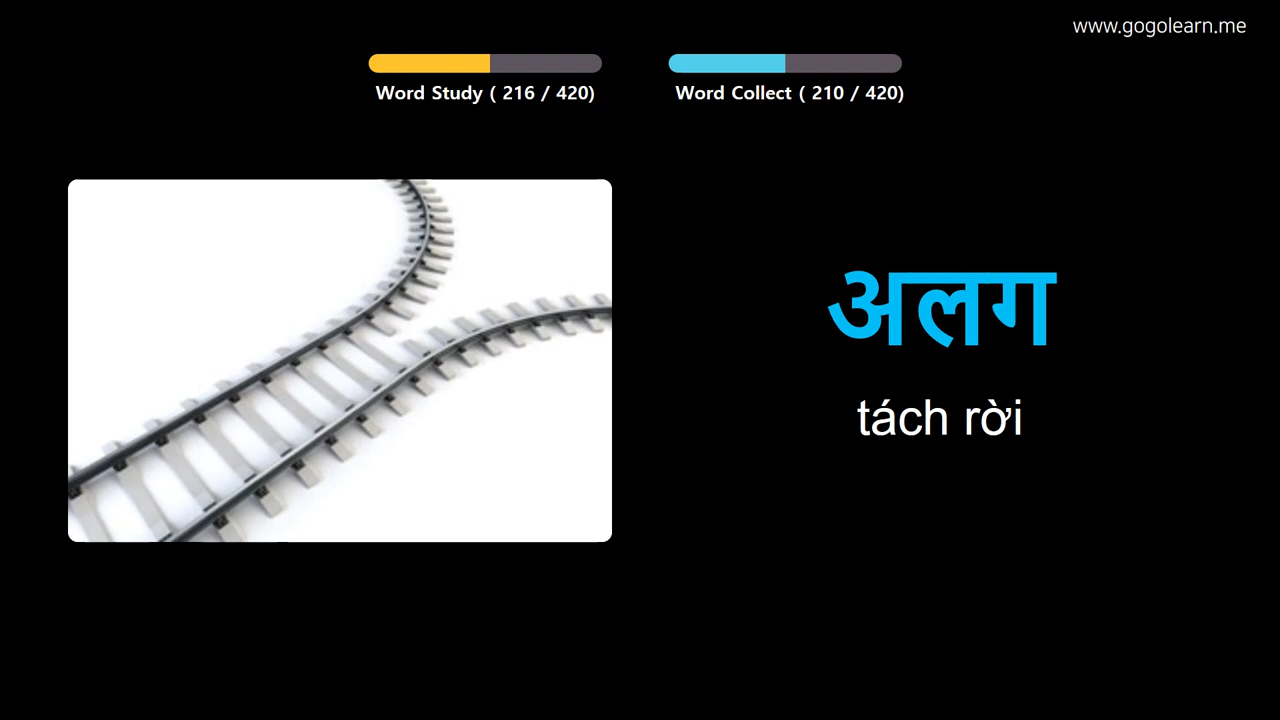 www.gogolearn.me
Word Study ( 216 / 420)
Word Collect ( 210 / 420)
अलग
tách rời